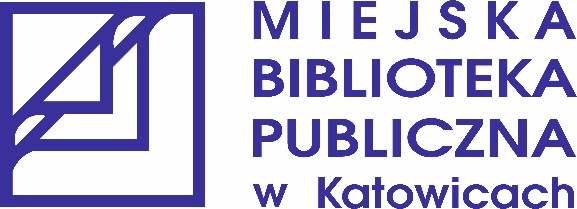 MIEJSKA
BIBLIOTEKA
PUBLICZNA
w Katowicach